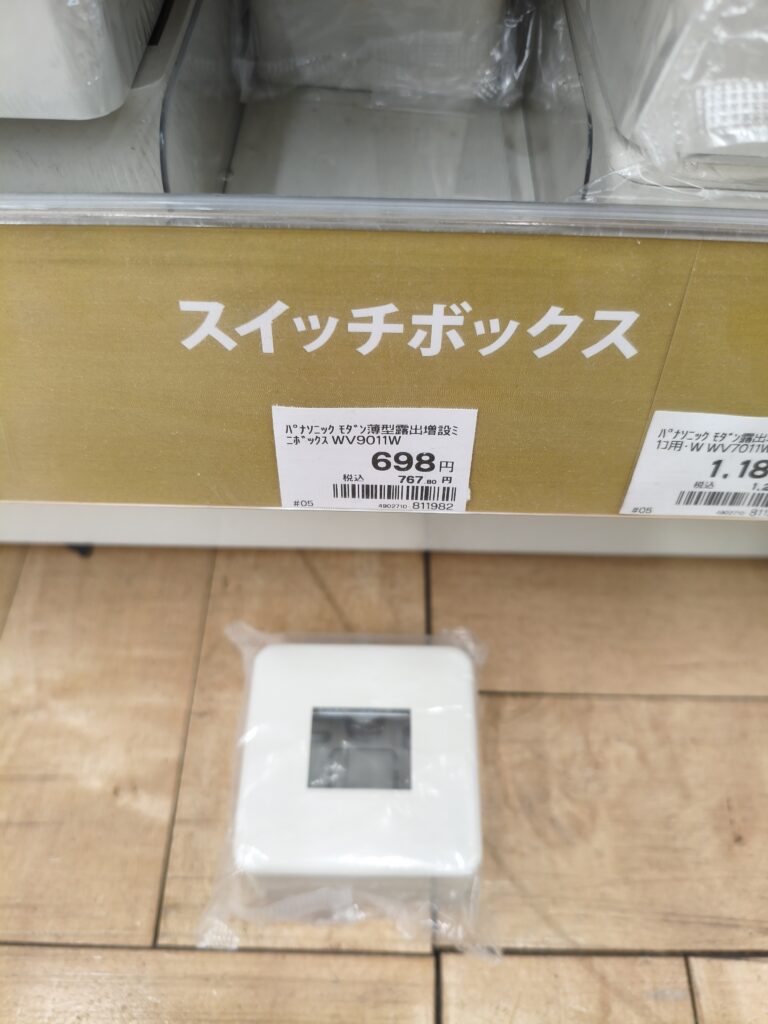 スイッチボックス
ﾊﾟﾅｿﾆｯｸ ﾓﾀﾞﾝ薄型露出増設ミ
ﾆﾎﾞｯｸｽ WV9011W
698円
税込 767.80 円
#05 4902710 811982
ﾊﾟﾅｿﾆｯｸ ﾓﾀﾞﾝ露出
1ｺ用･W WV7011W
1.18
税込 1.2
#05 4902710